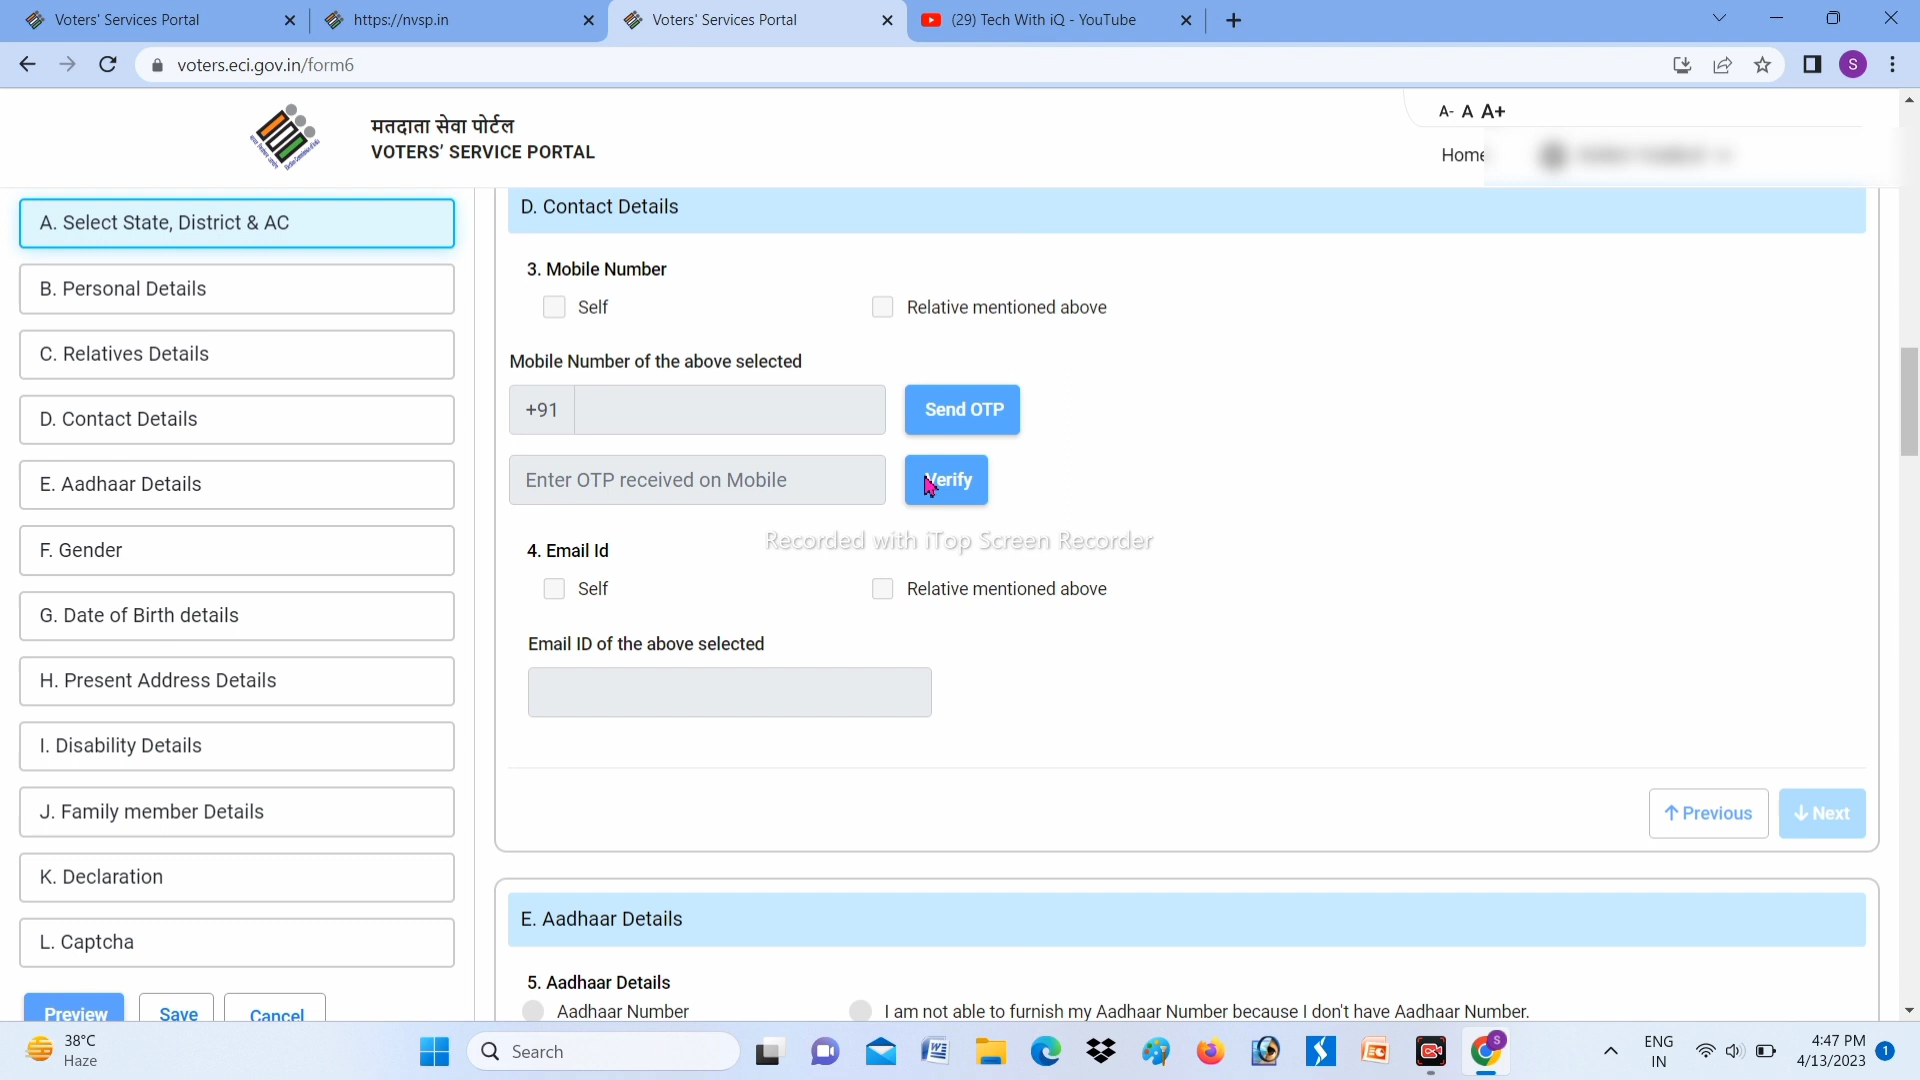 Voters' Services Portal
https://nvsp.in
Voters' Services Portal
(29) Tech With iQ - YouTube
voters.eci.gov.in/form6
S
मतदाता सेवा पोर्टल
VOTERS' SERVICE PORTAL
A- A A+
Home
A. Select State, District & AC
B. Personal Details
C. Relatives Details
D. Contact Details
E. Aadhaar Details
F. Gender
G. Date of Birth details
H. Present Address Details
I. Disability Details
J. Family member Details
K. Declaration
L. Captcha
Preview
Save
Cancel
D. Contact Details
3. Mobile Number
Self
Relative mentioned above
Mobile Number of the above selected
+91
Send OTP
Enter OTP received on Mobile
Verify
Recorded with iTop Screen Recorder
4. Email Id
Self
Relative mentioned above
Email ID of the above selected
Previous
Next
E. Aadhaar Details
5. Aadhaar Details
Aadhaar Number
I am not able to furnish my Aadhaar Number because I don't have Aadhaar Number.
38°C
Haze
Search
ENG
IN
4:47 PM
4/13/2023
1